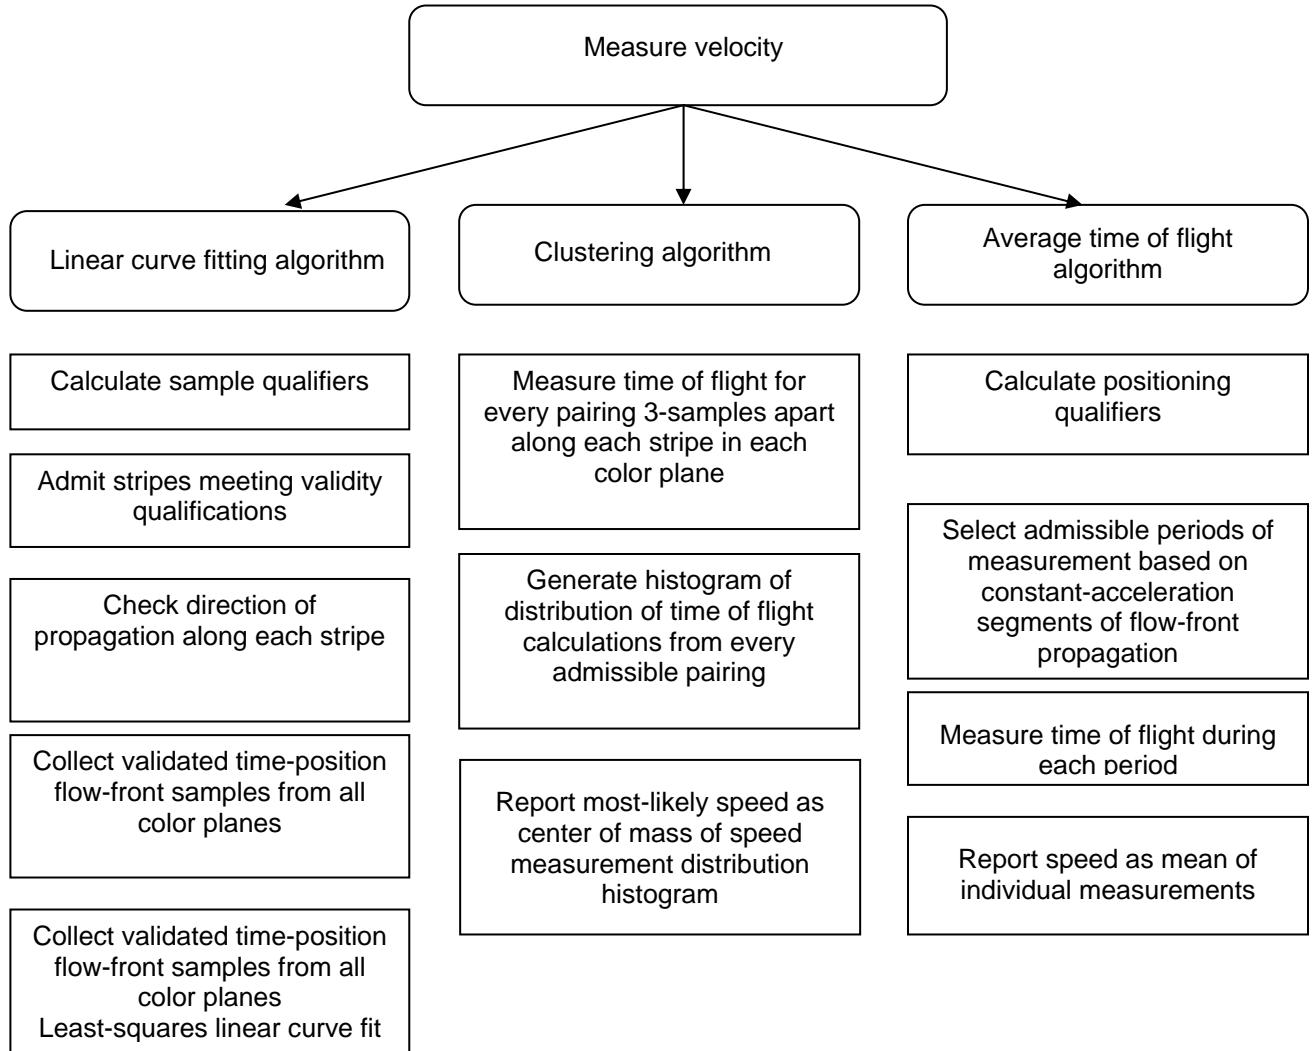 Measure velocity
Linear curve fitting algorithm
Calculate sample qualifiers
Admit stripes meeting validity
qualifications
Check direction of
propagation along each stripe
Collect validated time-position
flow-front samples from all
color planes
Collect validated time-position
flow-front samples from all
color planes
Least-squares linear curve fit
Clustering algorithm
Measure time of flight for
every pairing 3-samples apart
along each stripe in each
color plane
Generate histogram of
distribution of time of flight
calculations from every
admissible pairing
Report most-likely speed as
center of mass of speed
measurement distribution
histogram
Average time of flight
algorithm
Calculate positioning
qualifiers
Select admissible periods of
measurement based on
constant-acceleration
segments of flow-front
propagation
Measure time of flight during
each period
Report speed as mean of
individual measurements